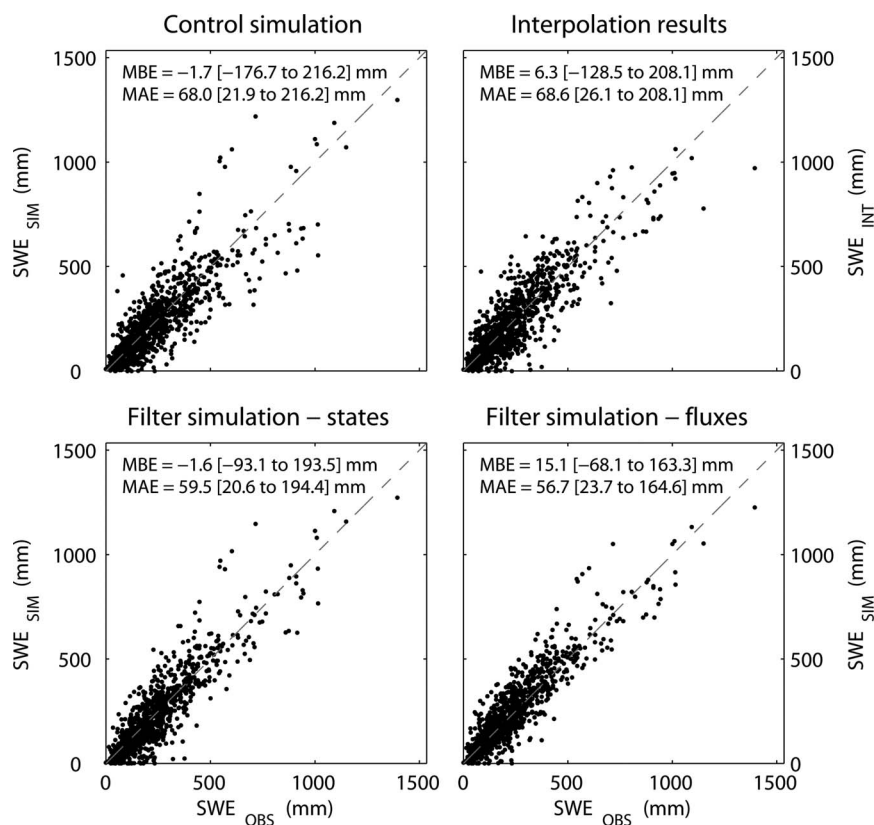 Control simulation
Interpolation results
MBE = −1.7 [−176.7 to 216.2] mm
MAE = 68.0 [21.9 to 216.2] mm
MBE = 6.3 [−128.5 to 208.1] mm
MAE = 68.6 [26.1 to 208.1] mm
1500
1000
500
0
SWE SIM (mm)
1500
1000
500
0
SWE INT (mm)
Filter simulation − states
Filter simulation − fluxes
MBE = −1.6 [−93.1 to 193.5] mm
MAE = 59.5 [20.6 to 194.4] mm
MBE = 15.1 [−68.1 to 163.3] mm
MAE = 56.7 [23.7 to 164.6] mm
1500
1000
500
0
SWE SIM (mm)
1500
1000
500
0
SWE SIM (mm)
0 500 1000 1500
0 500 1000 1500
SWE OBS (mm)
SWE OBS (mm)